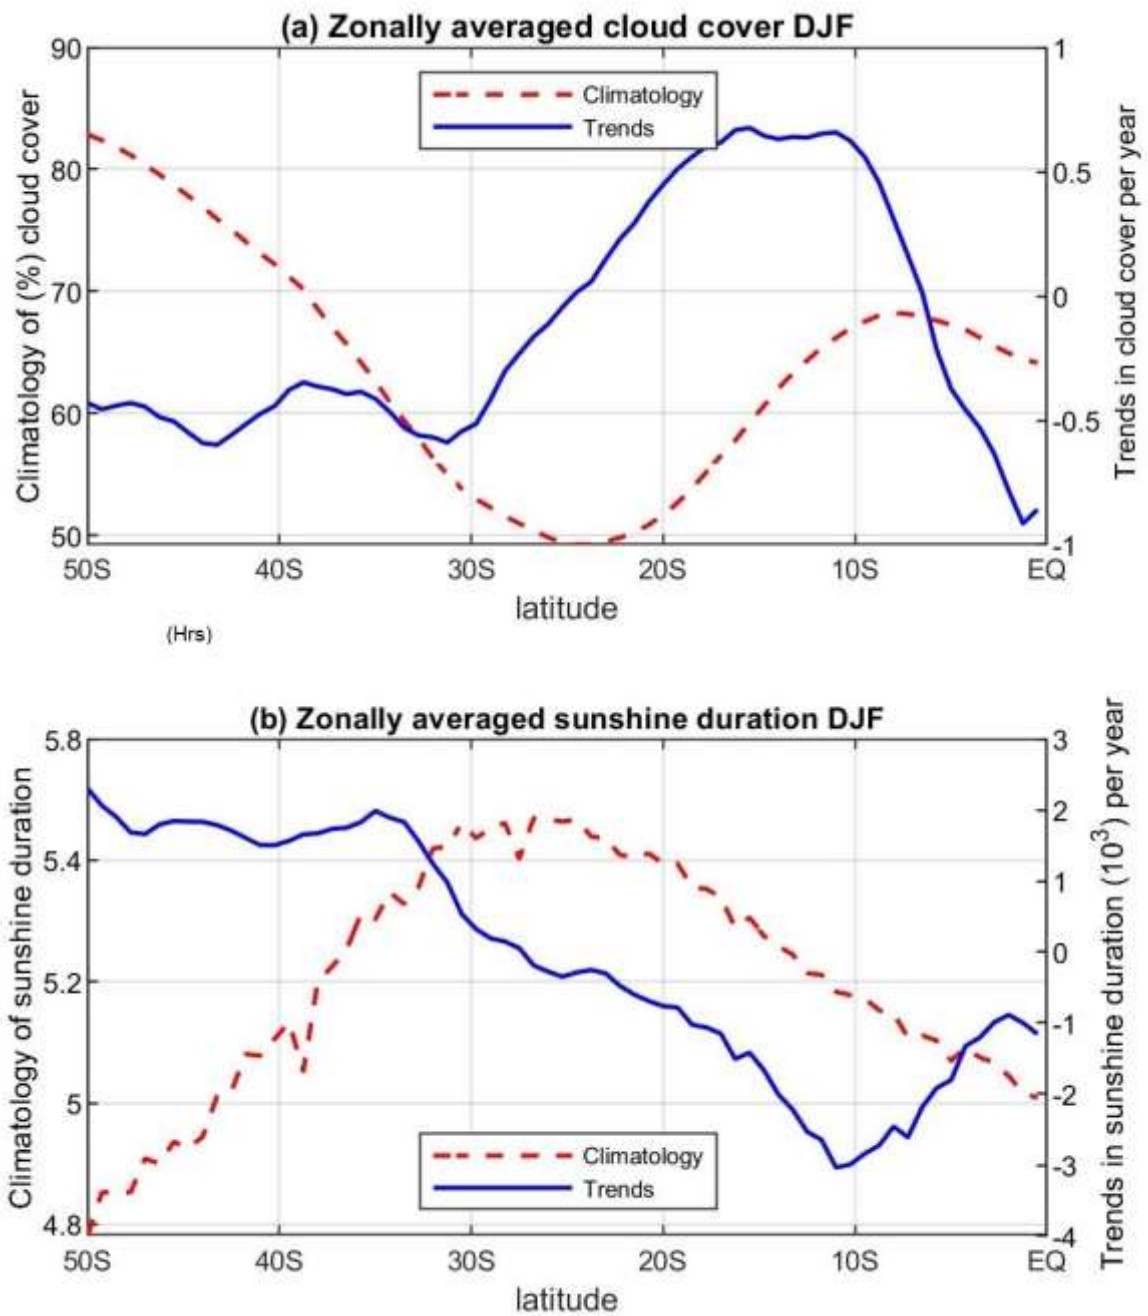 (a) Zonally averaged cloud cover DJF
Climatology of (%) cloud cover
90
80
70
60
50
Climatology
Trends
1
0.5
0
-0.5
-1
Trends in cloud cover per year
50S 40S 30S 20S 10S EQ
latitude
(Hrs)
(b) Zonally averaged sunshine duration DJF
Climatology of sunshine duration
5.8
5.4
5.2
5
4.8
Climatology
Trends
3
2
1
0
-1
-2
-3
-4
Trends in sunshine duration (10³) per year
50S 40S 30S 20S 10S EQ
latitude